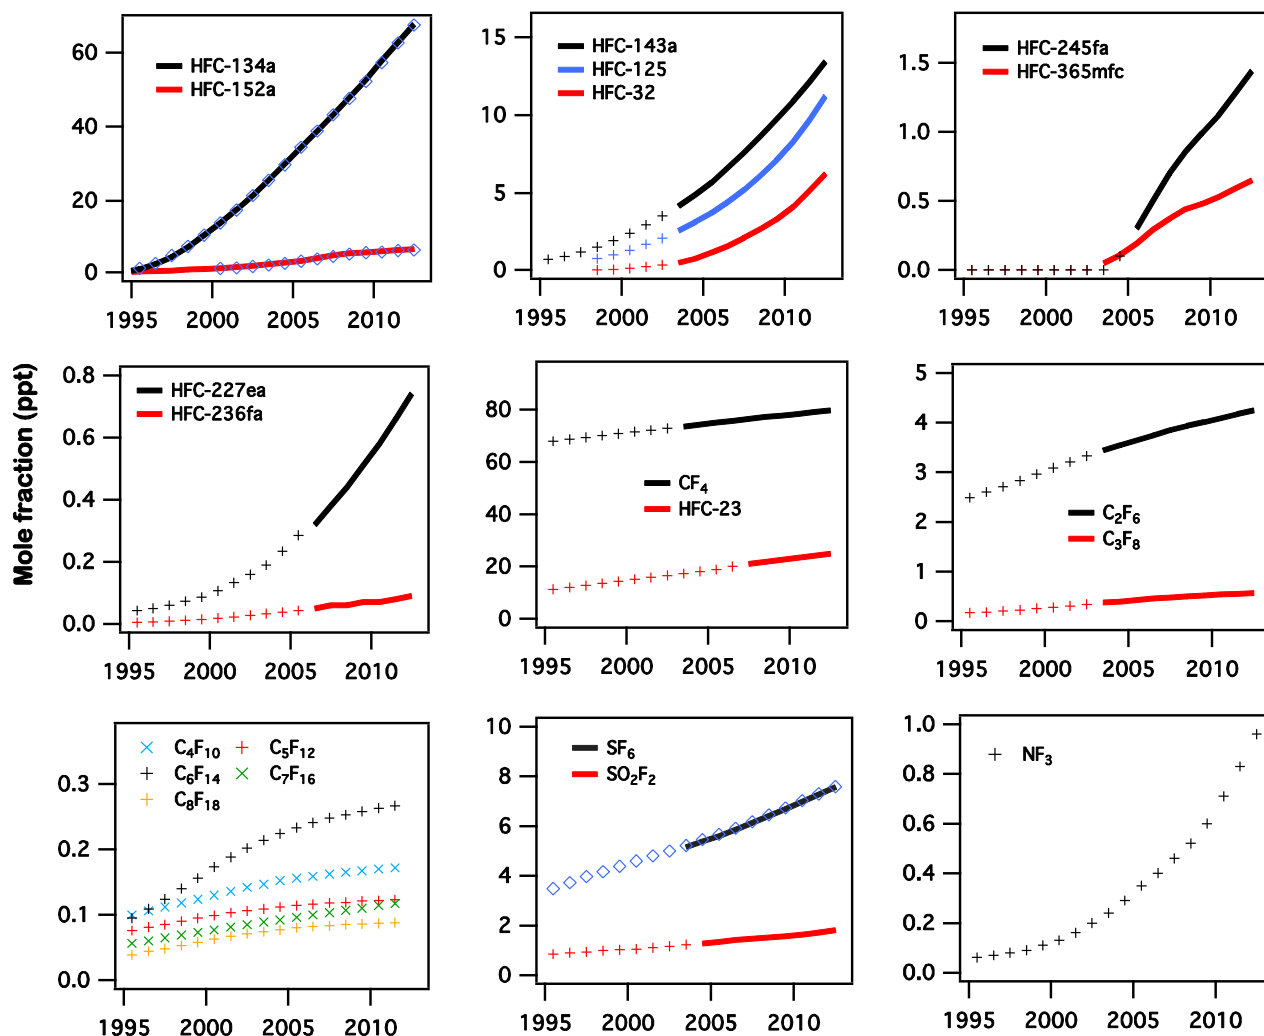 Mole fraction (ppt)
60
40
20
0
HFC-134a
HFC-152a
1995 2000 2005 2010
15
10
5
0
HFC-143a
HFC-125
HFC-32
1995 2000 2005 2010
1.5
1.0
0.5
0.0
HFC-245fa
HFC-365mfc
1995 2000 2005 2010
0.8
0.6
0.4
0.2
0.0
HFC-227ea
HFC-236fa
1995 2000 2005 2010
80
60
40
20
0
CF₄
HFC-23
1995 2000 2005 2010
5
4
3
2
1
0
C₂F₆
C₃F₈
1995 2000 2005 2010
0.3
0.2
0.1
0.0
C₄F₁₀ C₅F₁₂
C₆F₁₄ C₇F₁₆
C₈F₁₈
1995 2000 2005 2010
10
8
6
4
2
0
SF₆
SO₂F₂
1995 2000 2005 2010
1.0
0.8
0.6
0.4
0.2
0.0
NF₃
1995 2000 2005 2010